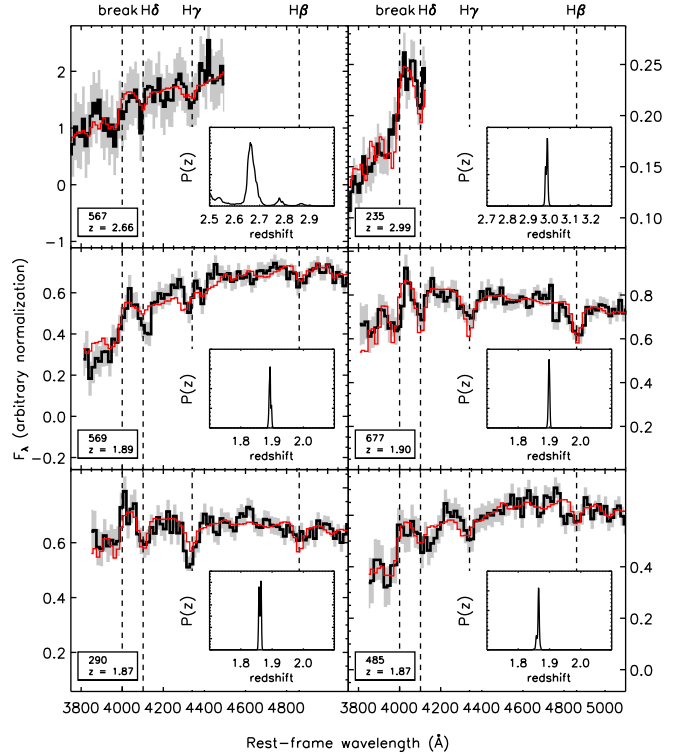 break Hδ Hγ Hβ break Hδ Hγ Hβ
2
1
0
−1
P(z)
2.5 2.6 2.7 2.8 2.9
redshift
567
z = 2.66
0.25
0.20
0.15
0.10
P(z)
2.7 2.8 2.9 3.0 3.1 3.2
redshift
235
z = 2.99
Fλ (arbitrary normalization)
0.6
0.4
0.2
0.0
−0.2
P(z)
1.8 1.9 2.0
redshift
569
z = 1.89
0.8
0.6
0.4
0.2
P(z)
1.8 1.9 2.0
redshift
677
z = 1.90
0.8
0.6
0.4
0.2
P(z)
1.8 1.9 2.0
redshift
290
z = 1.87
0.6
0.4
0.2
0.0
P(z)
1.8 1.9 2.0
redshift
485
z = 1.87
3800 4000 4200 4400 3800 4000 4200 4400 4600 4800 5000
Rest−frame wavelength (Å)